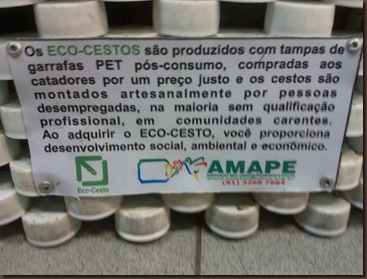 Os ECO-CESTOS são produzidos com tampas de
garrafas PET pós-consumo, compradas aos
catadores por um preço justo e os cestos são
montados artesanalmente por pessoas
desempregadas, na maioria sem qualificação
profissional, em comunidades carentes.
Ao adquirir o ECO-CESTO, você proporciona
desenvolvimento social, ambiental e econômico.
Eco-Cesto
AMAPE